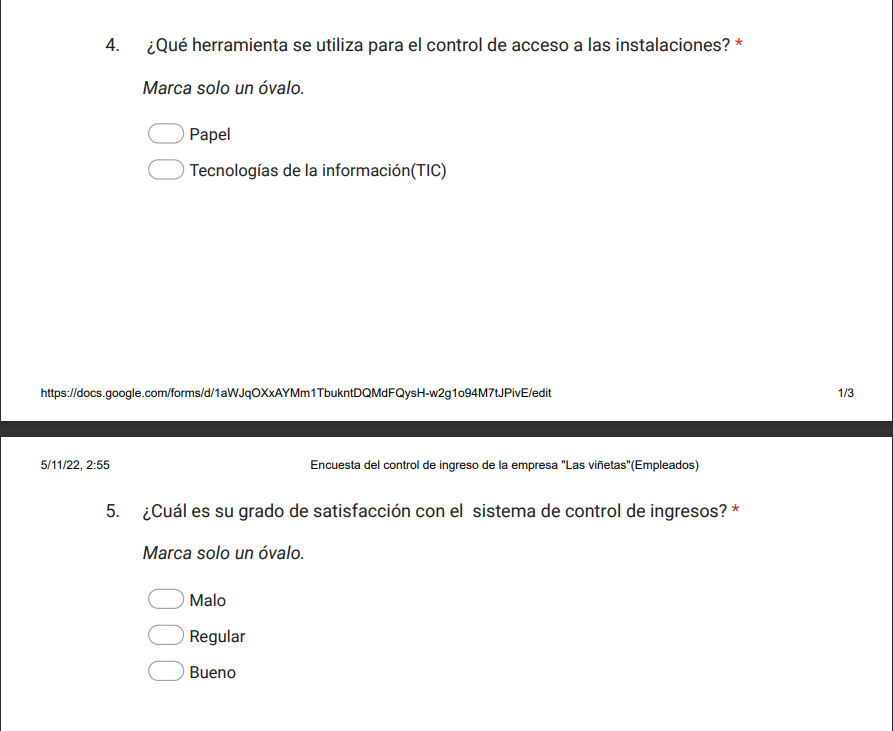 4. ¿Qué herramienta se utiliza para el control de acceso a las instalaciones? *
Marca solo un óvalo.
Papel
Tecnologías de la información(TIC)
https://docs.google.com/forms/d/1aWJqOXxAYMm1TbukntDQMdFQysH-w2g1o94M7tJPivE/edit 1/3
5/11/22, 2:55 Encuesta del control de ingreso de la empresa "Las viñetas"(Empleados)
5. ¿Cuál es su grado de satisfacción con el sistema de control de ingresos? *
Marca solo un óvalo.
Malo
Regular
Bueno